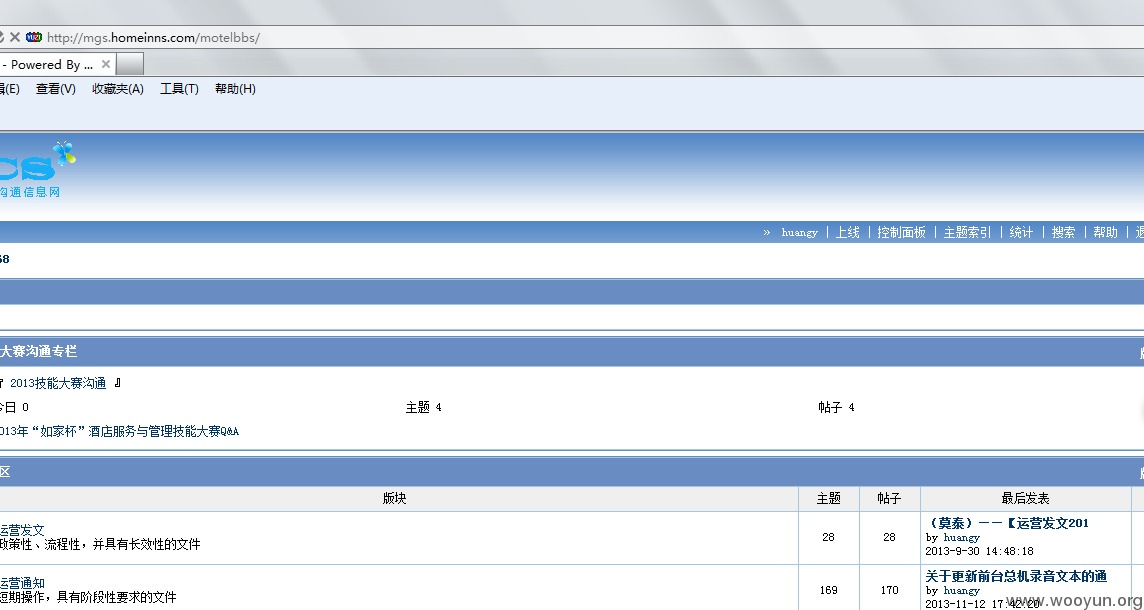 http://mgs.homeinns.com/motelbbs/
- Powered By ...
辑(E) 查看(V) 收藏夹(A) 工具(T) 帮助(H)
CS
沟通信息网
» huangy | 上线 | 控制面板 | 主题索引 | 统计 | 搜索 | 帮助 |
68
大赛沟通专栏
『 2013技能大赛沟通 』
今日 0 主题 4 帖子 4
013年“如家杯”酒店服务与管理技能大赛Q&A
区
版块 主题 帖子 最后发表
运营发文
政策性、流程性，并具有长效性的文件
28 28
（莫泰）－－【运营发文201
by huangy
2013-9-30 14:48:18
运营通知
短期操作，具有阶段性要求的文件
169 170
关于更新前台总机录音文本的通
by huangy
2013-11-12 17:42:20
www.wooyun.org